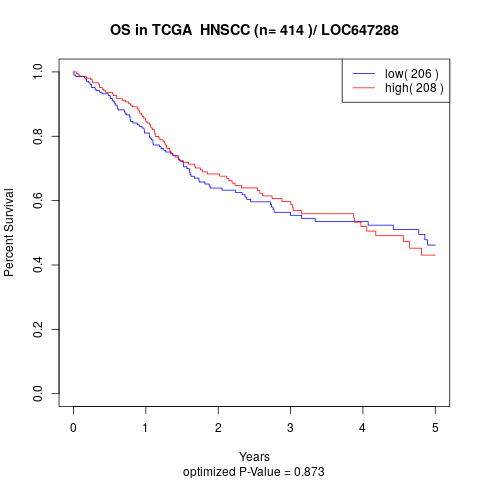 OS in TCGA  HNSCC (n= 414 )/ LOC647288
low( 206 )
high( 208 )
Percent Survival
1.0
0.8
0.6
0.4
0.2
0.0
0 1 2 3 4 5
Years
optimized P-Value = 0.873